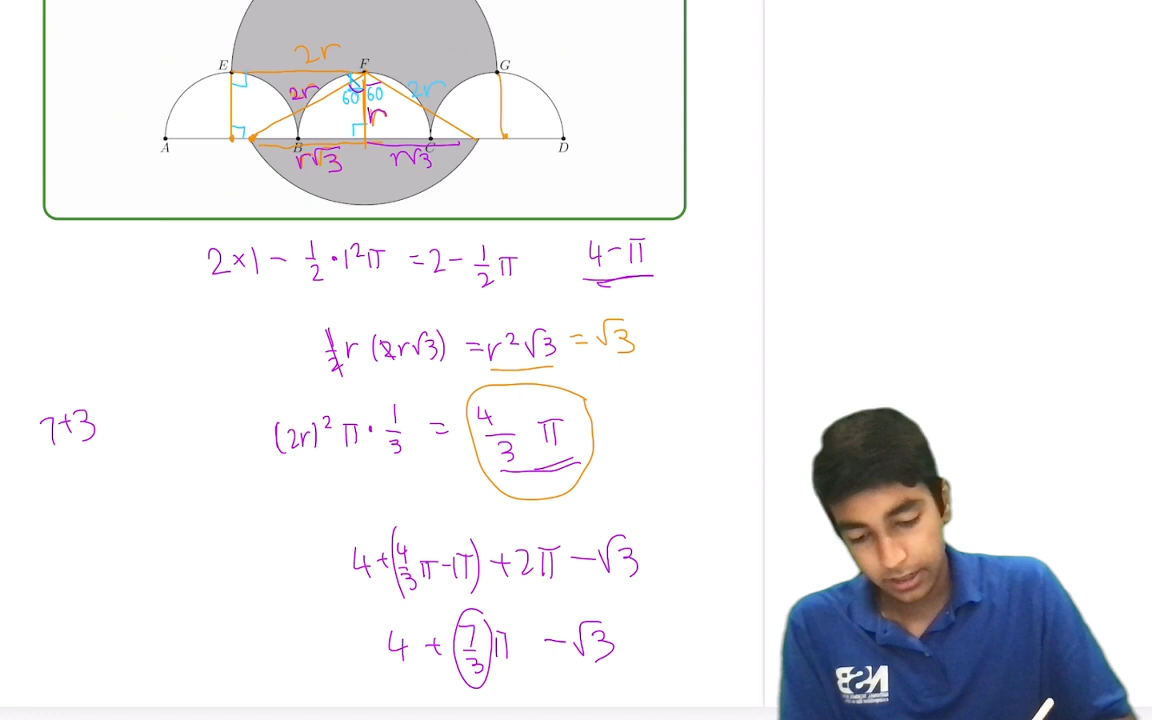 2r
E F G
2r 60 60 2r
r
A B C D
r√3 r√3
2×1 - 1/2 · 1²π = 2 - 1/2 π 4 - π
1/2 r (2r√3) = r²√3 = √3
7+3 (2r)² π · 1/3 = 4/3 π
4 + (4/3 π - π) + 2π - √3
4 + (7/3) π - √3
NSB